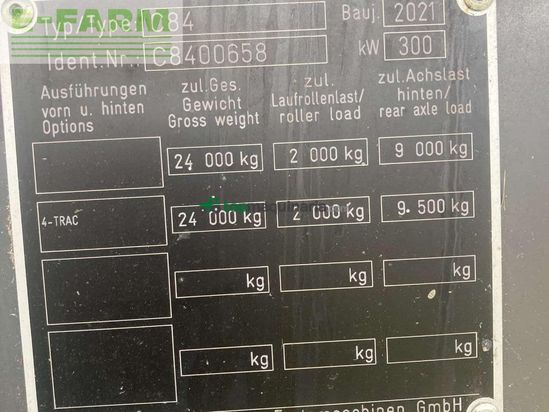 E-FARM
Typ/Type: C84 Bauj. 2021
Ident.Nr.: C8400658 kW 300
Ausführungen vorn u. hinten Options
zul.Ges. Gewicht Gross weight
zul. Laufrollenlast/ roller load
zul.Achslast hinten/ rear axle load
24 000 kg 2 000 kg 9 000 kg
4-TRAC 24 000 kg 2 000 kg 9.500 kg
kg kg kg
kg kg kg
GmbH